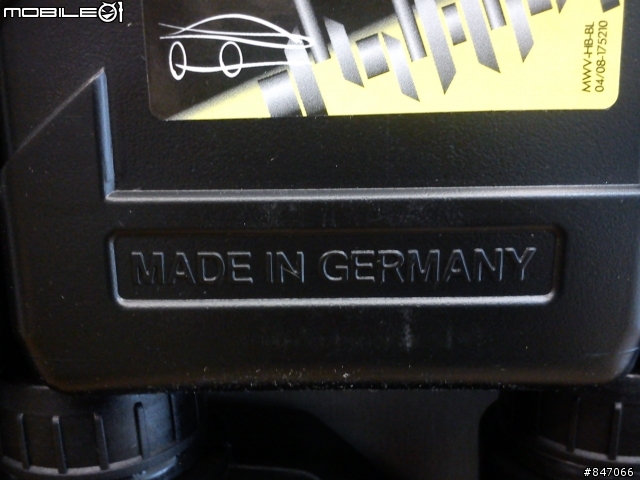 MOBILE01
MWV-HB-BL
04/08-175210
MADE IN GERMANY
#847066